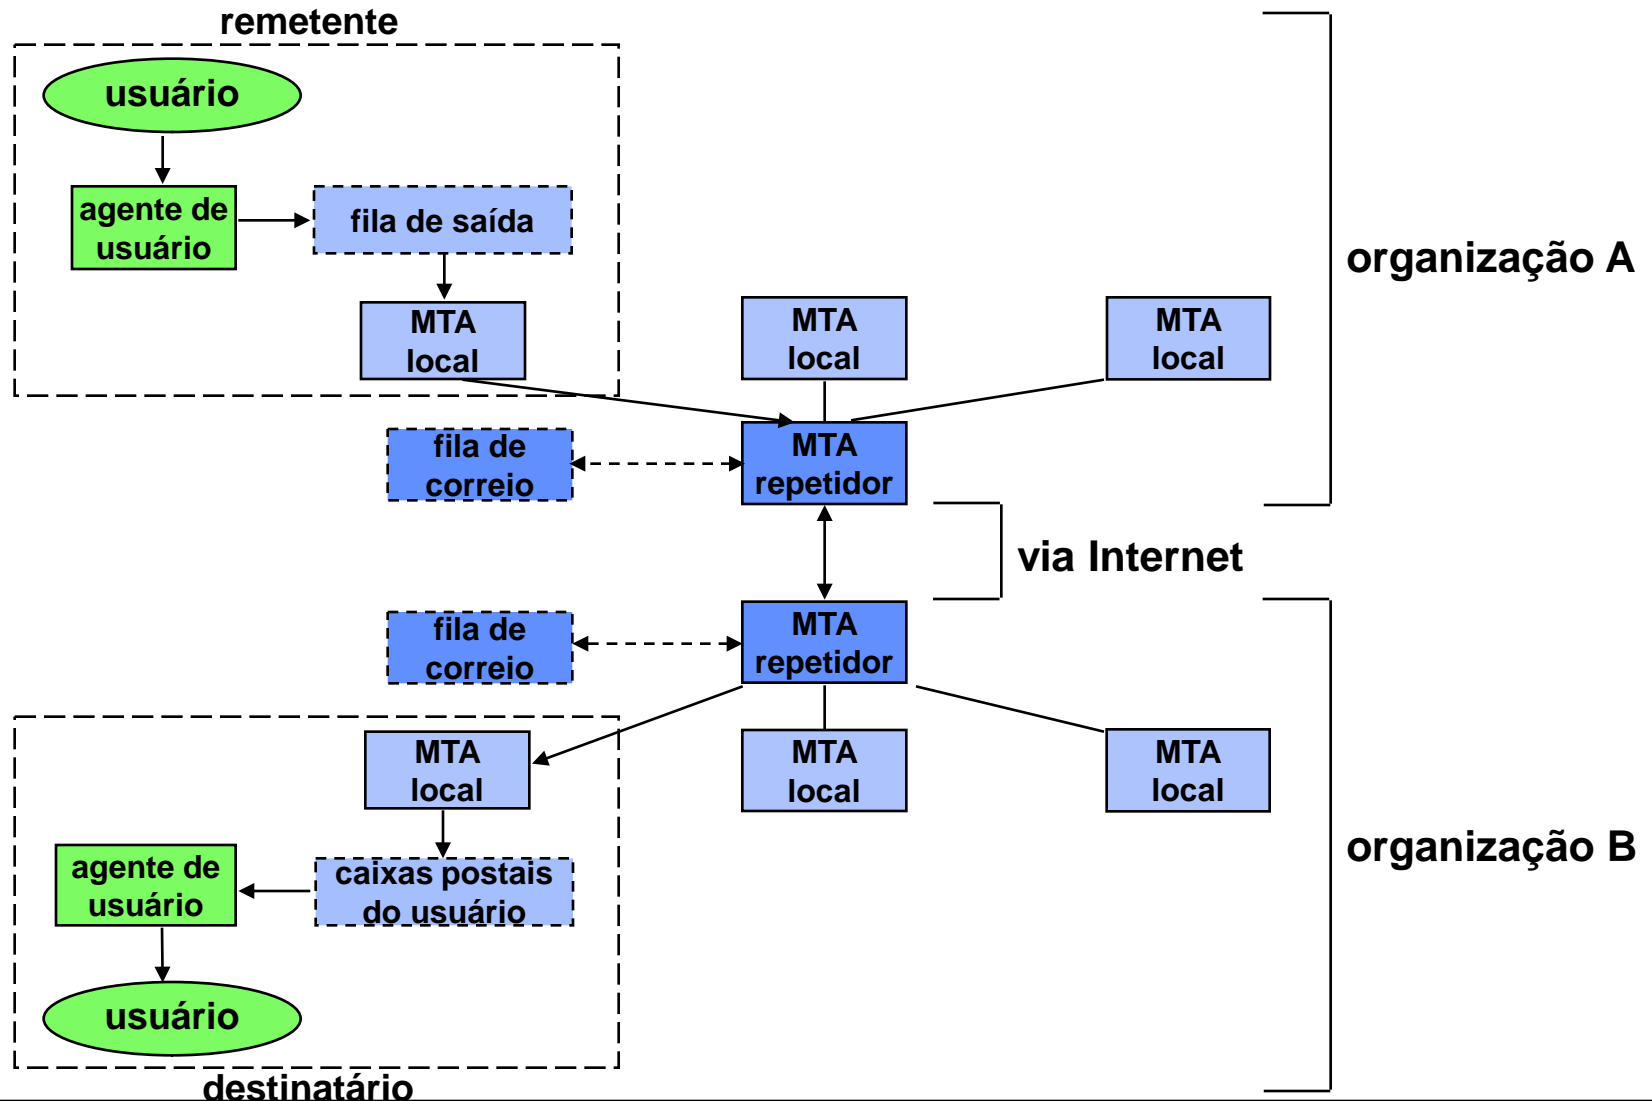 remetente
usuário
agente de
usuário
fila de saída
organização A
MTA
local
MTA
local
MTA
local
fila de
correio
MTA
repetidor
via Internet
fila de
correio
MTA
repetidor
MTA
local
MTA
local
MTA
local
organização B
agente de
usuário
caixas postais
do usuário
usuário
destinatário